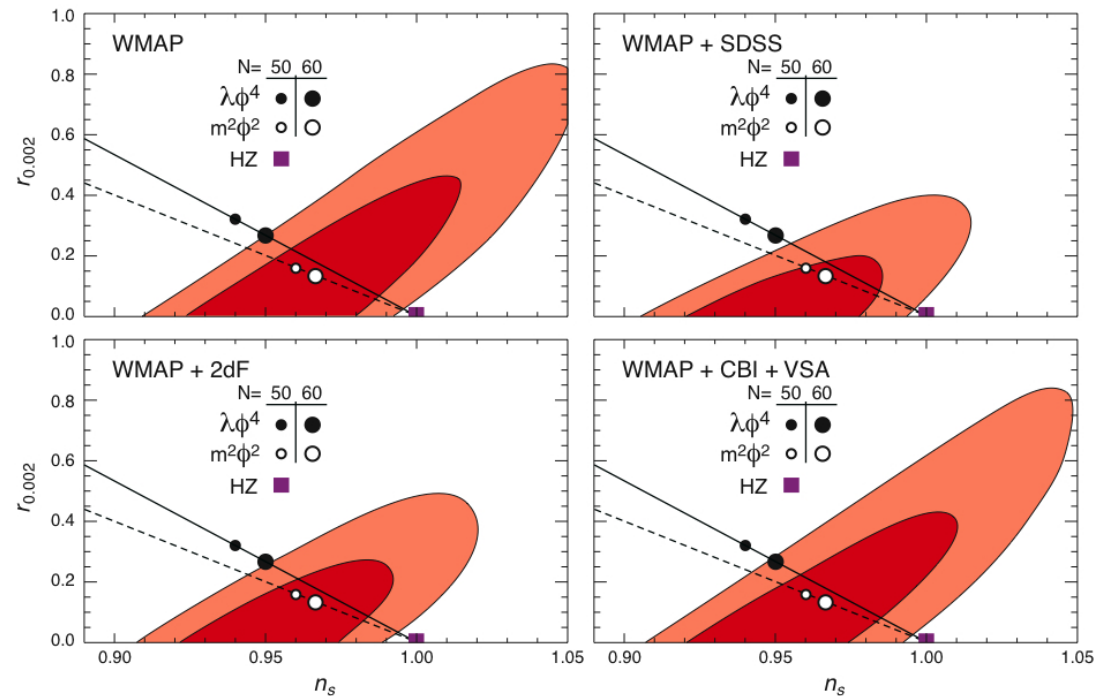 WMAP
N= 50 60
λϕ⁴
m²ϕ²
HZ
1.0
0.8
0.6
0.4
0.2
0.0
r0.002
WMAP + SDSS
N= 50 60
λϕ⁴
m²ϕ²
HZ
WMAP + 2dF
N= 50 60
λϕ⁴
m²ϕ²
HZ
1.0
0.8
0.6
0.4
0.2
0.0
r0.002
0.90 0.95 1.00 1.05
ns
WMAP + CBI + VSA
N= 50 60
λϕ⁴
m²ϕ²
HZ
0.90 0.95 1.00 1.05
ns